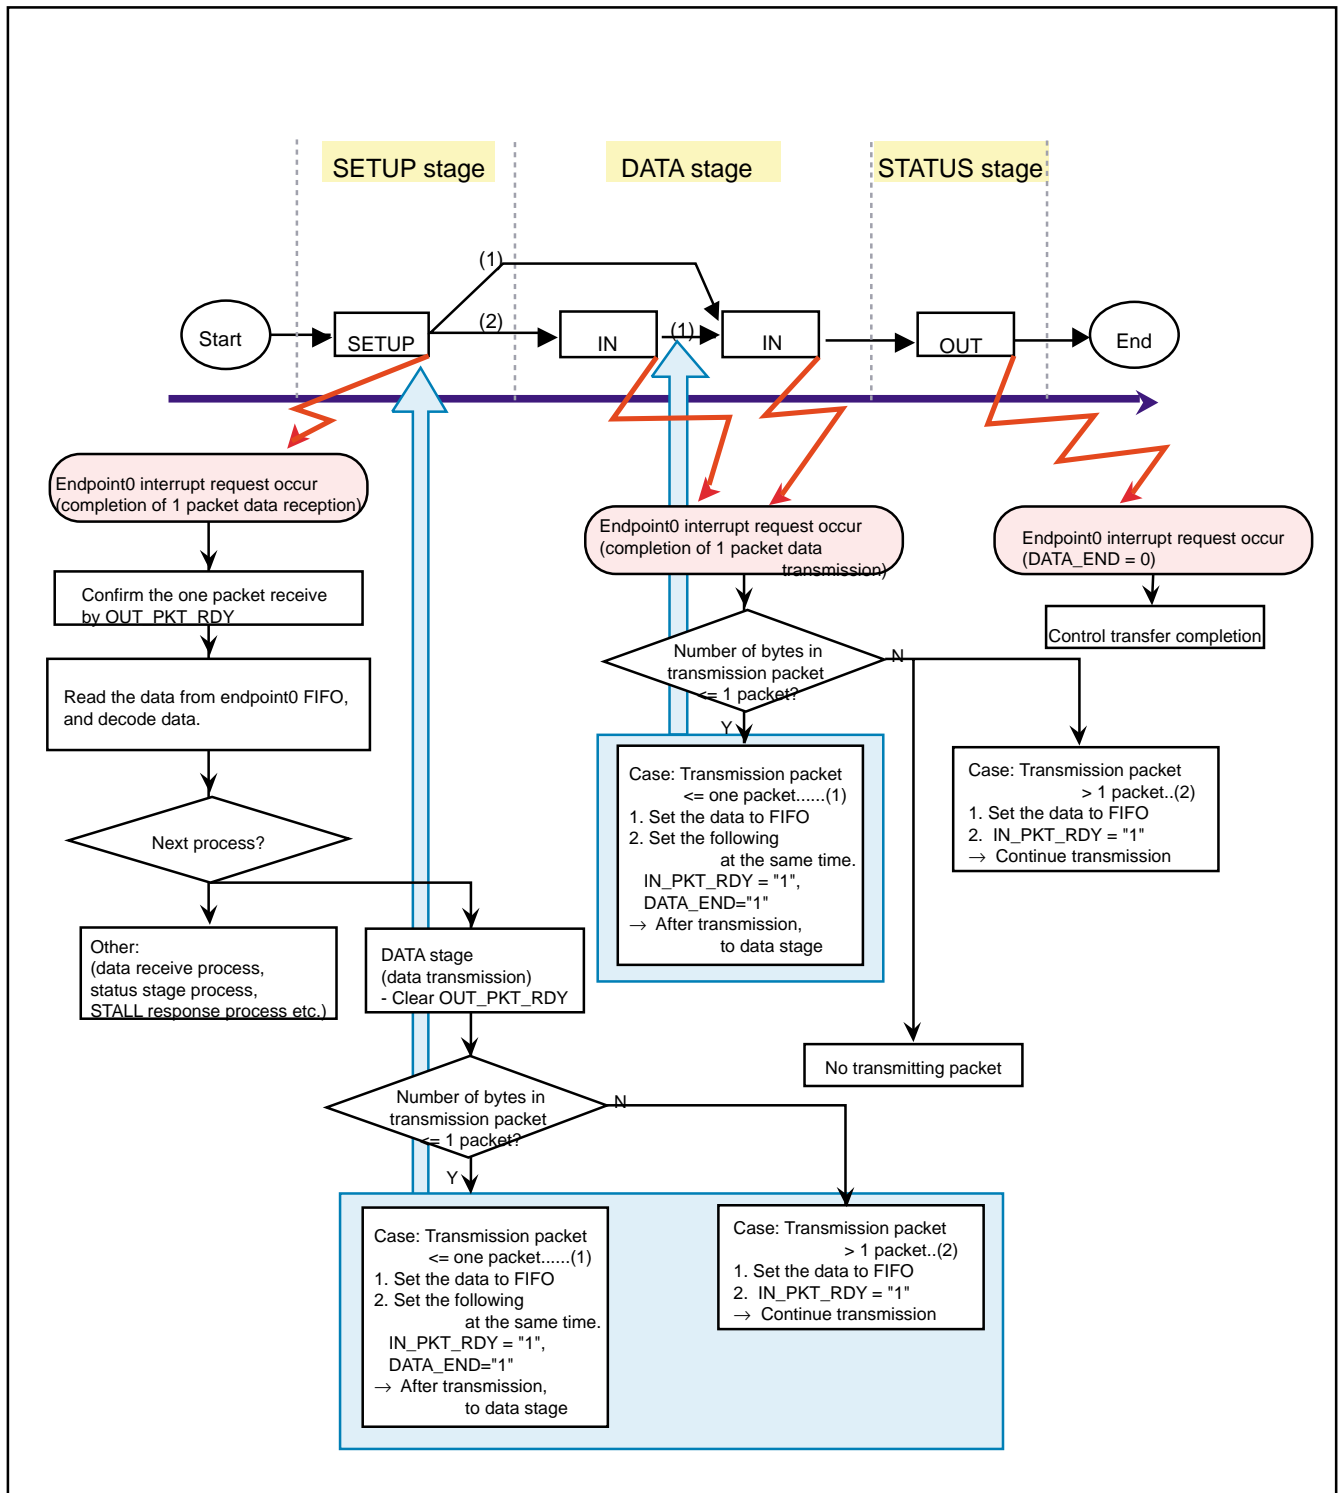 SETUP stage
DATA stage
STATUS stage
(1)
(2)
(1)
Start
SETUP
IN
IN
OUT
End
Endpoint0 interrupt request occur
(completion of 1 packet data reception)
Confirm the one packet receive
by OUT_PKT_RDY
Read the data from endpoint0 FIFO,
and decode data.
Next process?
Other:
(data receive process,
status stage process,
STALL response process etc.)
DATA stage
(data transmission)
- Clear OUT_PKT_RDY
Number of bytes in
transmission packet
<= 1 packet?
N
Y
Case: Transmission packet
<= one packet......(1)
1. Set the data to FIFO
2. Set the following
at the same time.
IN_PKT_RDY = "1",
DATA_END="1"
→ After transmission,
to data stage
Case: Transmission packet
> 1 packet..(2)
1. Set the data to FIFO
2. IN_PKT_RDY = "1"
→ Continue transmission
Endpoint0 interrupt request occur
(completion of 1 packet data
transmission)
Number of bytes in
transmission packet
<= 1 packet?
N
Y
Case: Transmission packet
<= one packet......(1)
1. Set the data to FIFO
2. Set the following
at the same time.
IN_PKT_RDY = "1",
DATA_END="1"
→ After transmission,
to data stage
Case: Transmission packet
> 1 packet..(2)
1. Set the data to FIFO
2. IN_PKT_RDY = "1"
→ Continue transmission
No transmitting packet
Endpoint0 interrupt request occur
(DATA_END = 0)
Control transfer completion